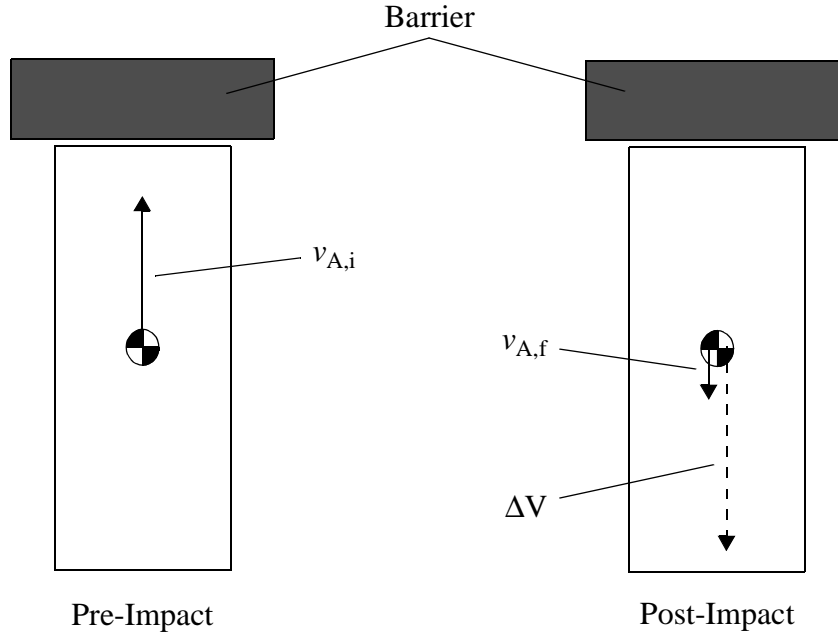 Barrier
v_A,i
v_A,f
ΔV
Pre-Impact
Post-Impact